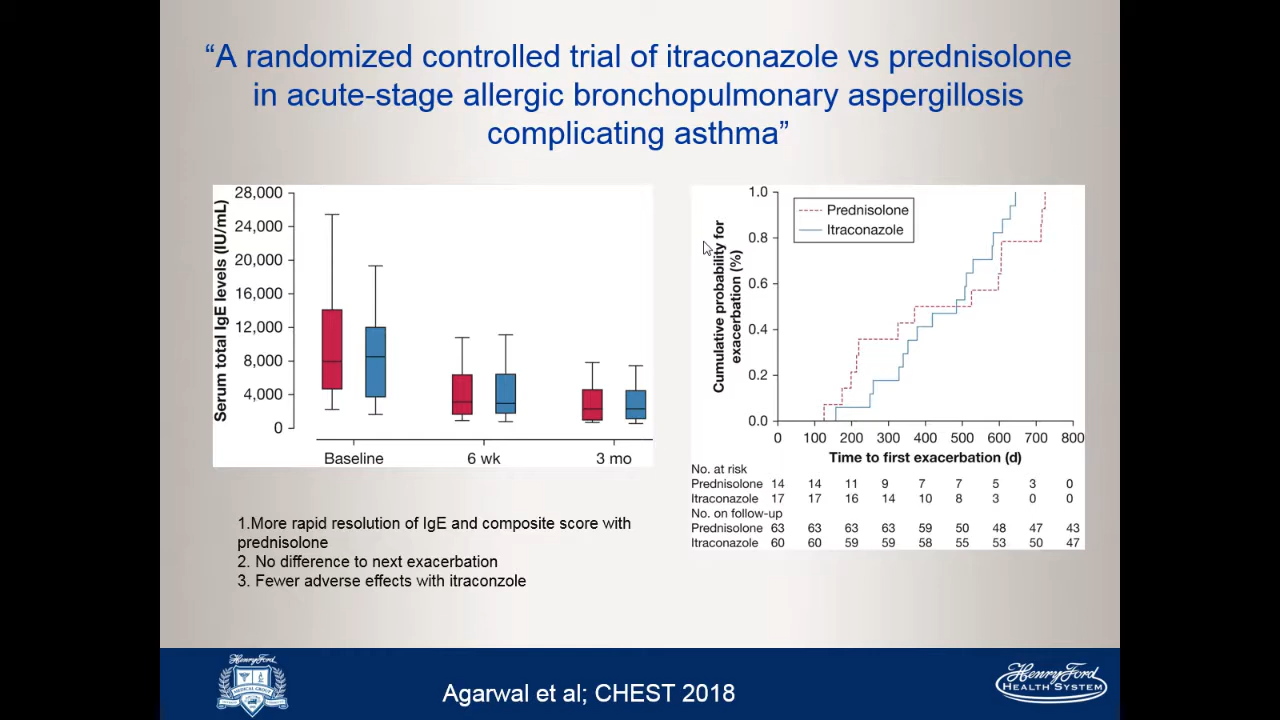 “A randomized controlled trial of itraconazole vs prednisolone
in acute-stage allergic bronchopulmonary aspergillosis
complicating asthma”
Serum total IgE levels (IU/mL)
28,000
24,000
20,000
16,000
12,000
8,000
4,000
0
Baseline
6 wk
3 mo
Cumulative probability for
exacerbation (%)
1.0
0.8
0.6
0.4
0.2
0.0
Prednisolone
Itraconazole
0 100 200 300 400 500 600 700 800
Time to first exacerbation (d)
No. at risk
Prednisolone 14 14 11 9 7 7 5 3 0
Itraconazole 17 17 16 14 10 8 3 0 0
No. on follow-up
Prednisolone 63 63 63 63 59 50 48 47 43
Itraconazole 60 60 59 59 58 55 53 50 47
1.More rapid resolution of IgE and composite score with
prednisolone
2. No difference to next exacerbation
3. Fewer adverse effects with itraconzole
Henry Ford
MEDICAL GROUP
Agarwal et al; CHEST 2018
Henry Ford
HEALTH SYSTEM